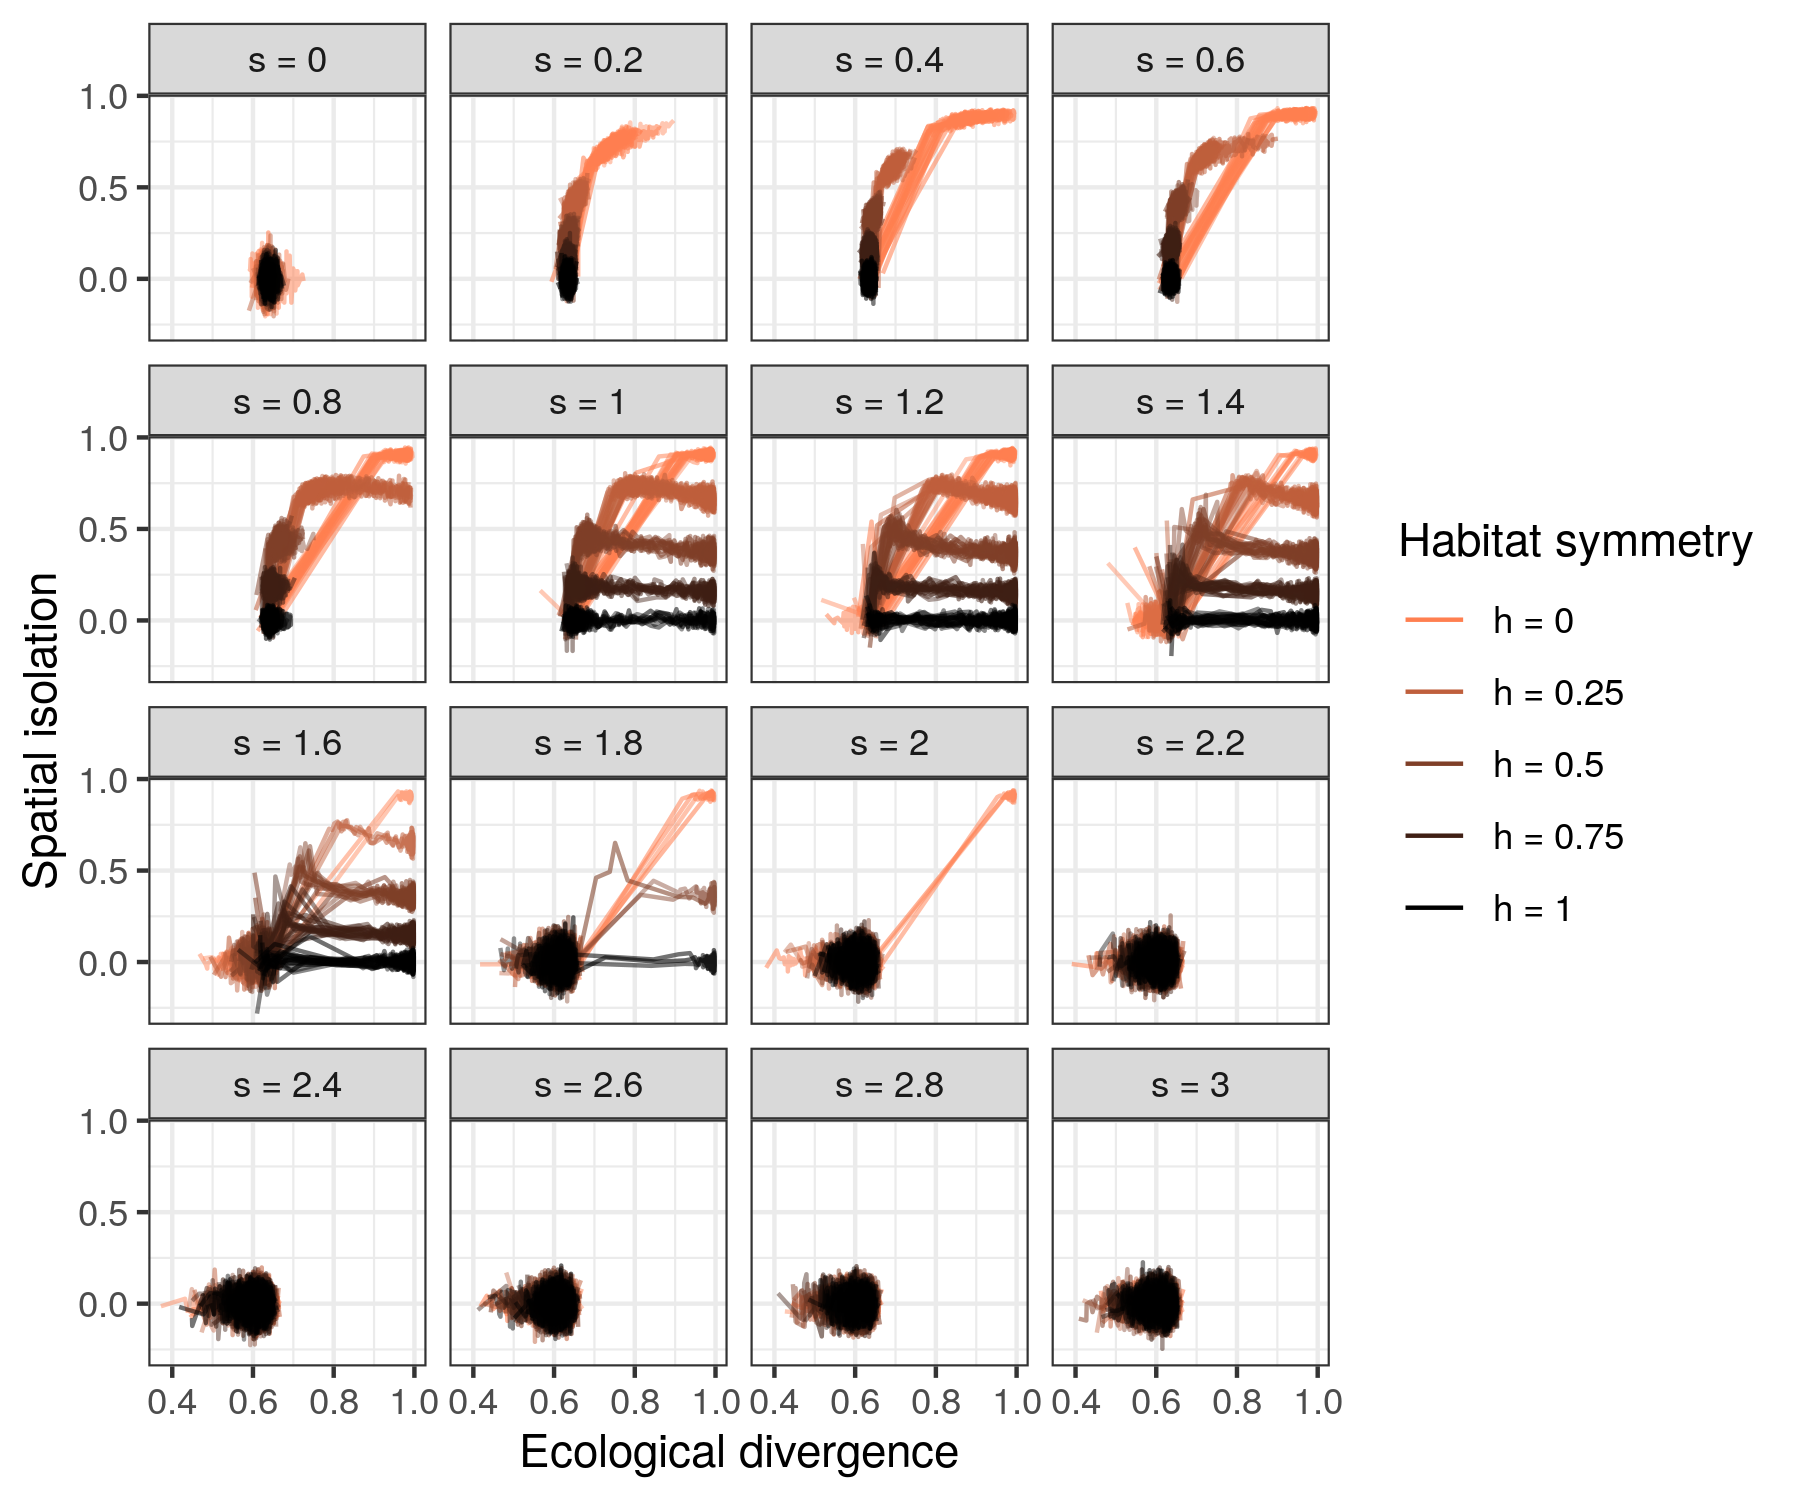 s = 0 s = 0.2 s = 0.4 s = 0.6
1.0
0.5
0.0
s = 0.8 s = 1 s = 1.2 s = 1.4
1.0
0.5
0.0
s = 1.6 s = 1.8 s = 2 s = 2.2
1.0
0.5
0.0
s = 2.4 s = 2.6 s = 2.8 s = 3
1.0
0.5
0.0
0.4 0.6 0.8 1.0 0.4 0.6 0.8 1.0 0.4 0.6 0.8 1.0 0.4 0.6 0.8 1.0
Ecological divergence
Spatial isolation
Habitat symmetry
h = 0
h = 0.25
h = 0.5
h = 0.75
h = 1